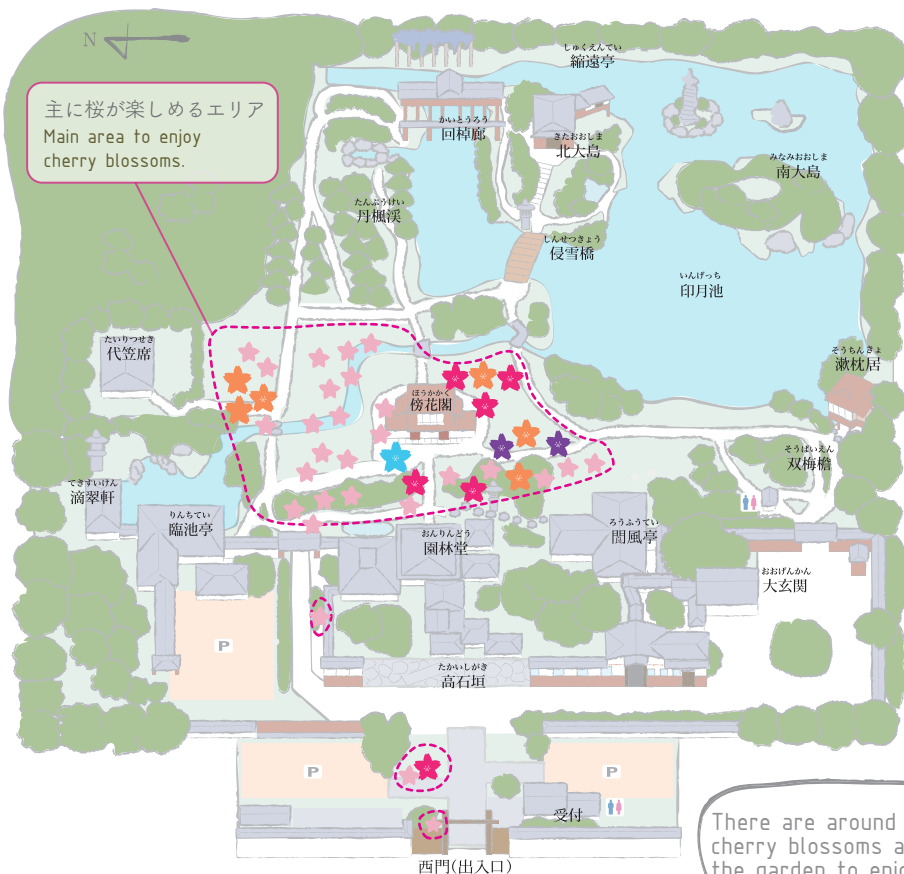 N
しゅくえんてい
縮遠亭
主に桜が楽しめるエリア
Main area to enjoy
cherry blossoms.
かいとうろう
回棹廊
きたおおしま
北大島
みなみおおしま
南大島
たんぷうけい
丹楓渓
しんせつきょう
侵雪橋
いんげっち
印月池
たいりつせき
代笠席
そうちんきょ
漱枕居
ほうかかく
傍花閣
そうばいえん
双梅檐
てきすいけん
滴翠軒
りんちてい
臨池亭
おんりんどう
園林堂
ろうふうてい
閬風亭
おおげんかん
大玄関
P
たかいしがき
高石垣
P
P
受付
西門(出入口)
There are around
cherry blossoms a
the garden to enjo